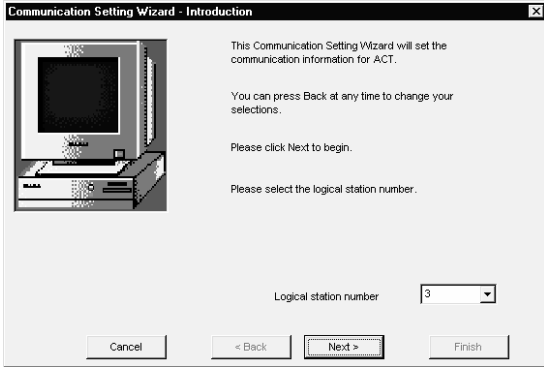 Communication Setting Wizard - Introduction
This Communication Setting Wizard will set the
communication information for ACT.
You can press Back at any time to change your
selections.
Please click Next to begin.
Please select the logical station number.
Logical station number 3
Cancel < Back Next > Finish